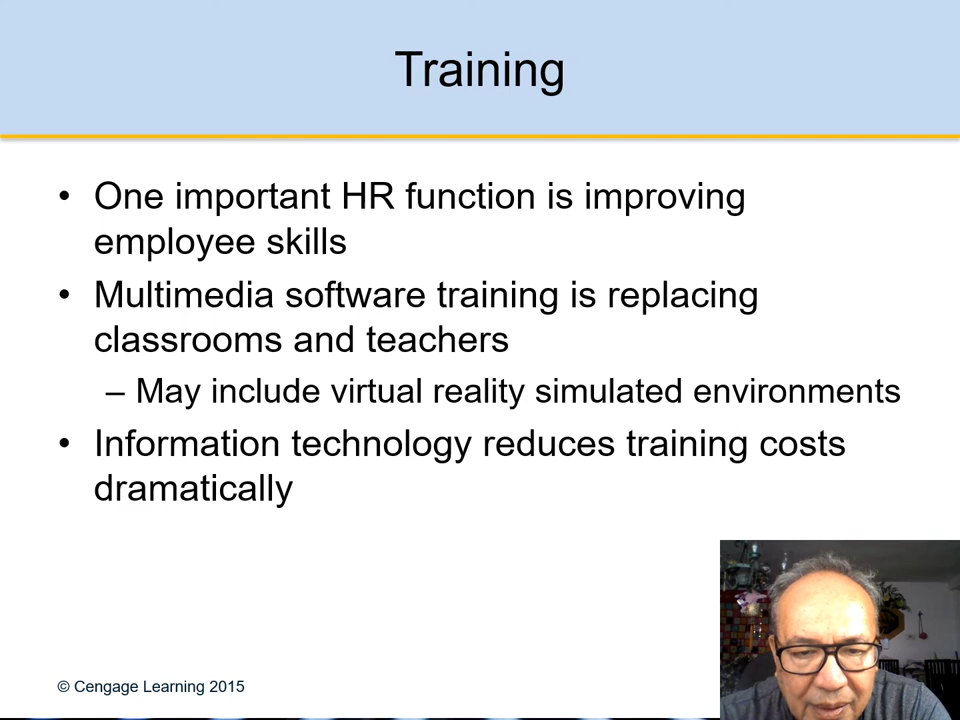 Training
• One important HR function is improving
employee skills
• Multimedia software training is replacing
classrooms and teachers
– May include virtual reality simulated environments
• Information technology reduces training costs
dramatically
© Cengage Learning 2015